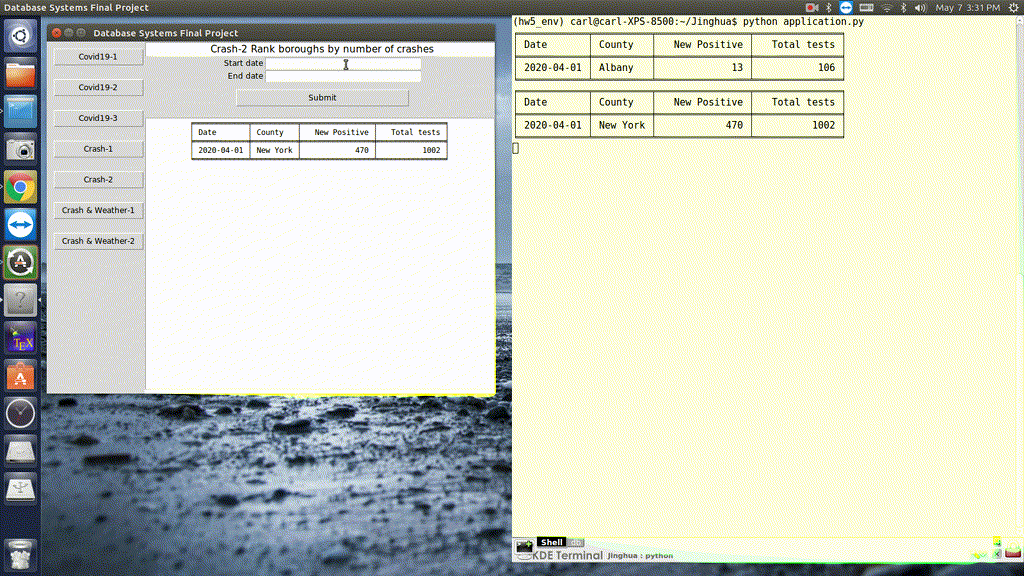 Database Systems Final Project
May 7 3:31 PM
Database Systems Final Project
Covid19-1
Covid19-2
Covid19-3
Crash-1
Crash-2
Crash & Weather-1
Crash & Weather-2
Crash-2 Rank boroughs by number of crashes
Start date
End date
Submit
Date County New Positive Total tests
2020-04-01 New York 470 1002
(hw5_env) carl@carl-XPS-8500:~/Jinghua$ python application.py
Date County New Positive Total tests
2020-04-01 Albany 13 106
Date County New Positive Total tests
2020-04-01 New York 470 1002
Shell
KDE Terminal Jinghua : python
TEX